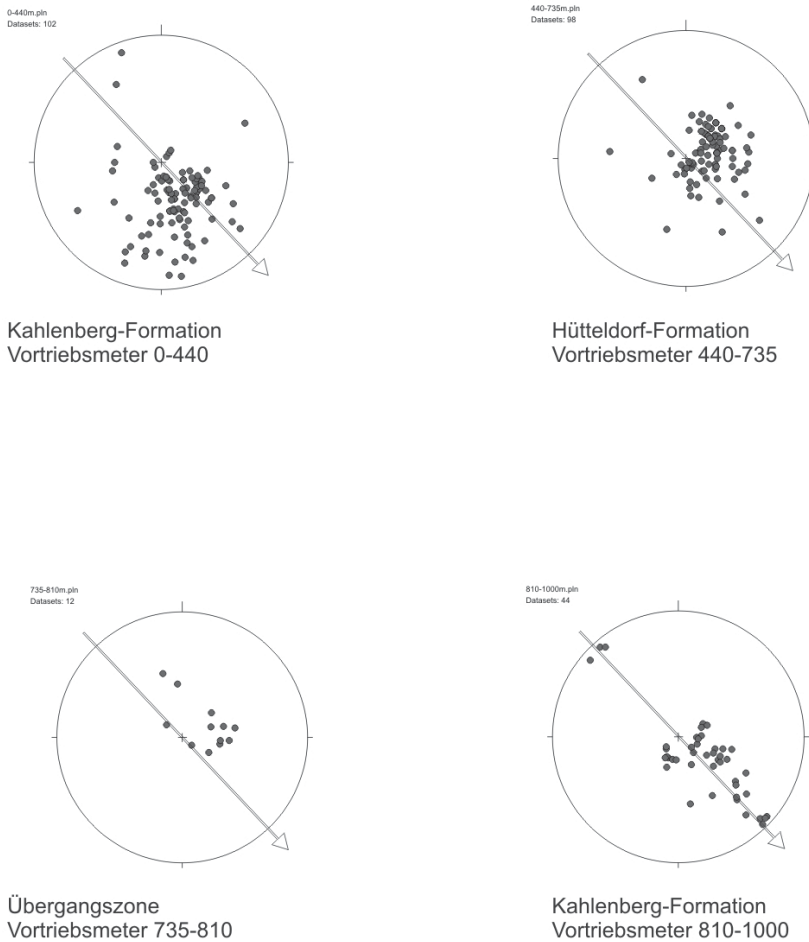 0-440m.pln
Datasets: 102
Kahlenberg-Formation
Vortriebsmeter 0-440
440-735m.pln
Datasets: 98
Hütteldorf-Formation
Vortriebsmeter 440-735
735-810m.pln
Datasets: 12
Übergangszone
Vortriebsmeter 735-810
810-1000m.pln
Datasets: 44
Kahlenberg-Formation
Vortriebsmeter 810-1000